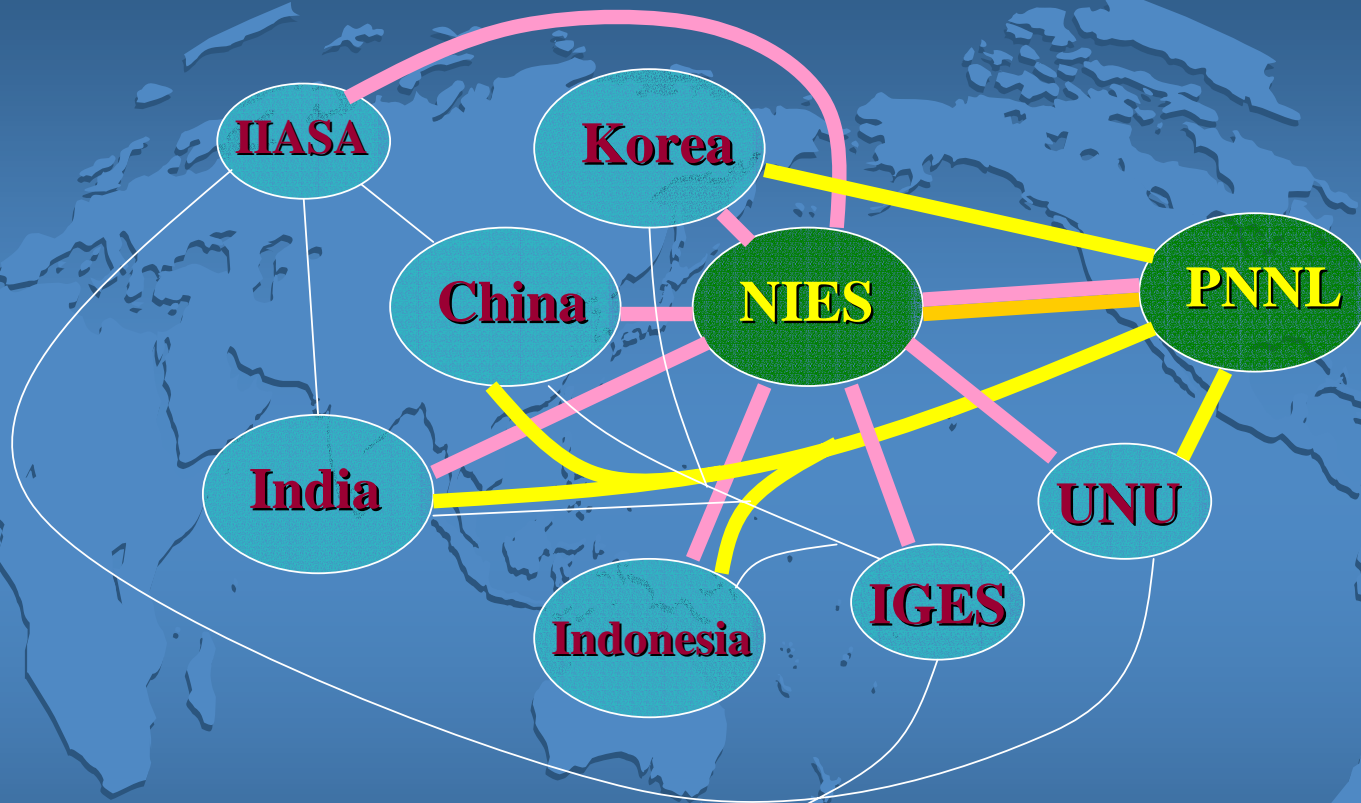 IIASA
Korea
China
NIES
PNNL
India
UNU
IGES
Indonesia